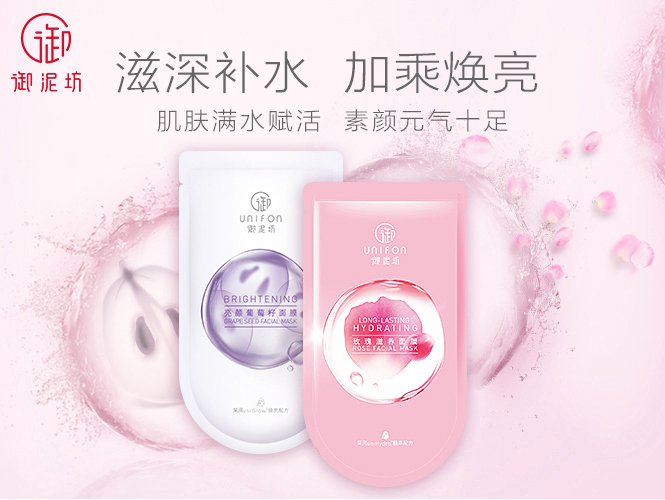 御
御泥坊
滋深补水 加乘焕亮
肌肤满水赋活 素颜元气十足
御
UNIFON
御泥坊
BRIGHTENING
亮颜葡萄籽面膜
GRAPE SEED FACIAL MASK
御
UNIFON
御泥坊
LONG-LASTING
HYDRATING
玫瑰滋养面膜
ROSE FACIAL MASK